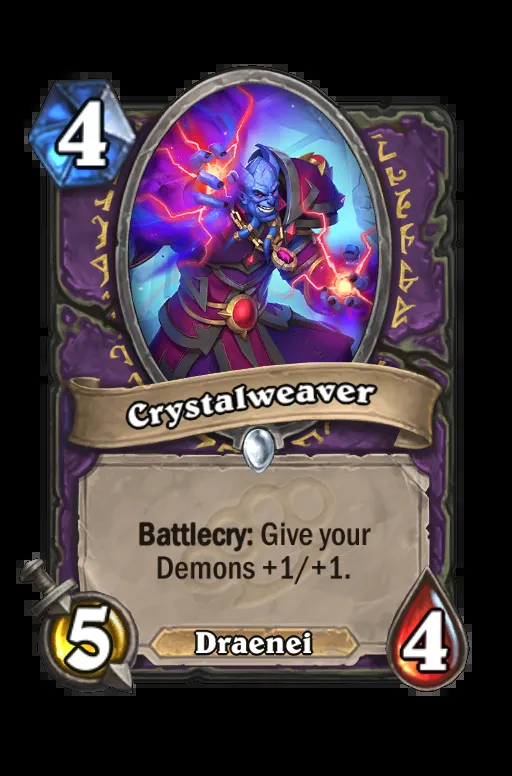 4
Crystalweaver
Battlecry: Give your
Demons +1/+1.
5
Draenei
4